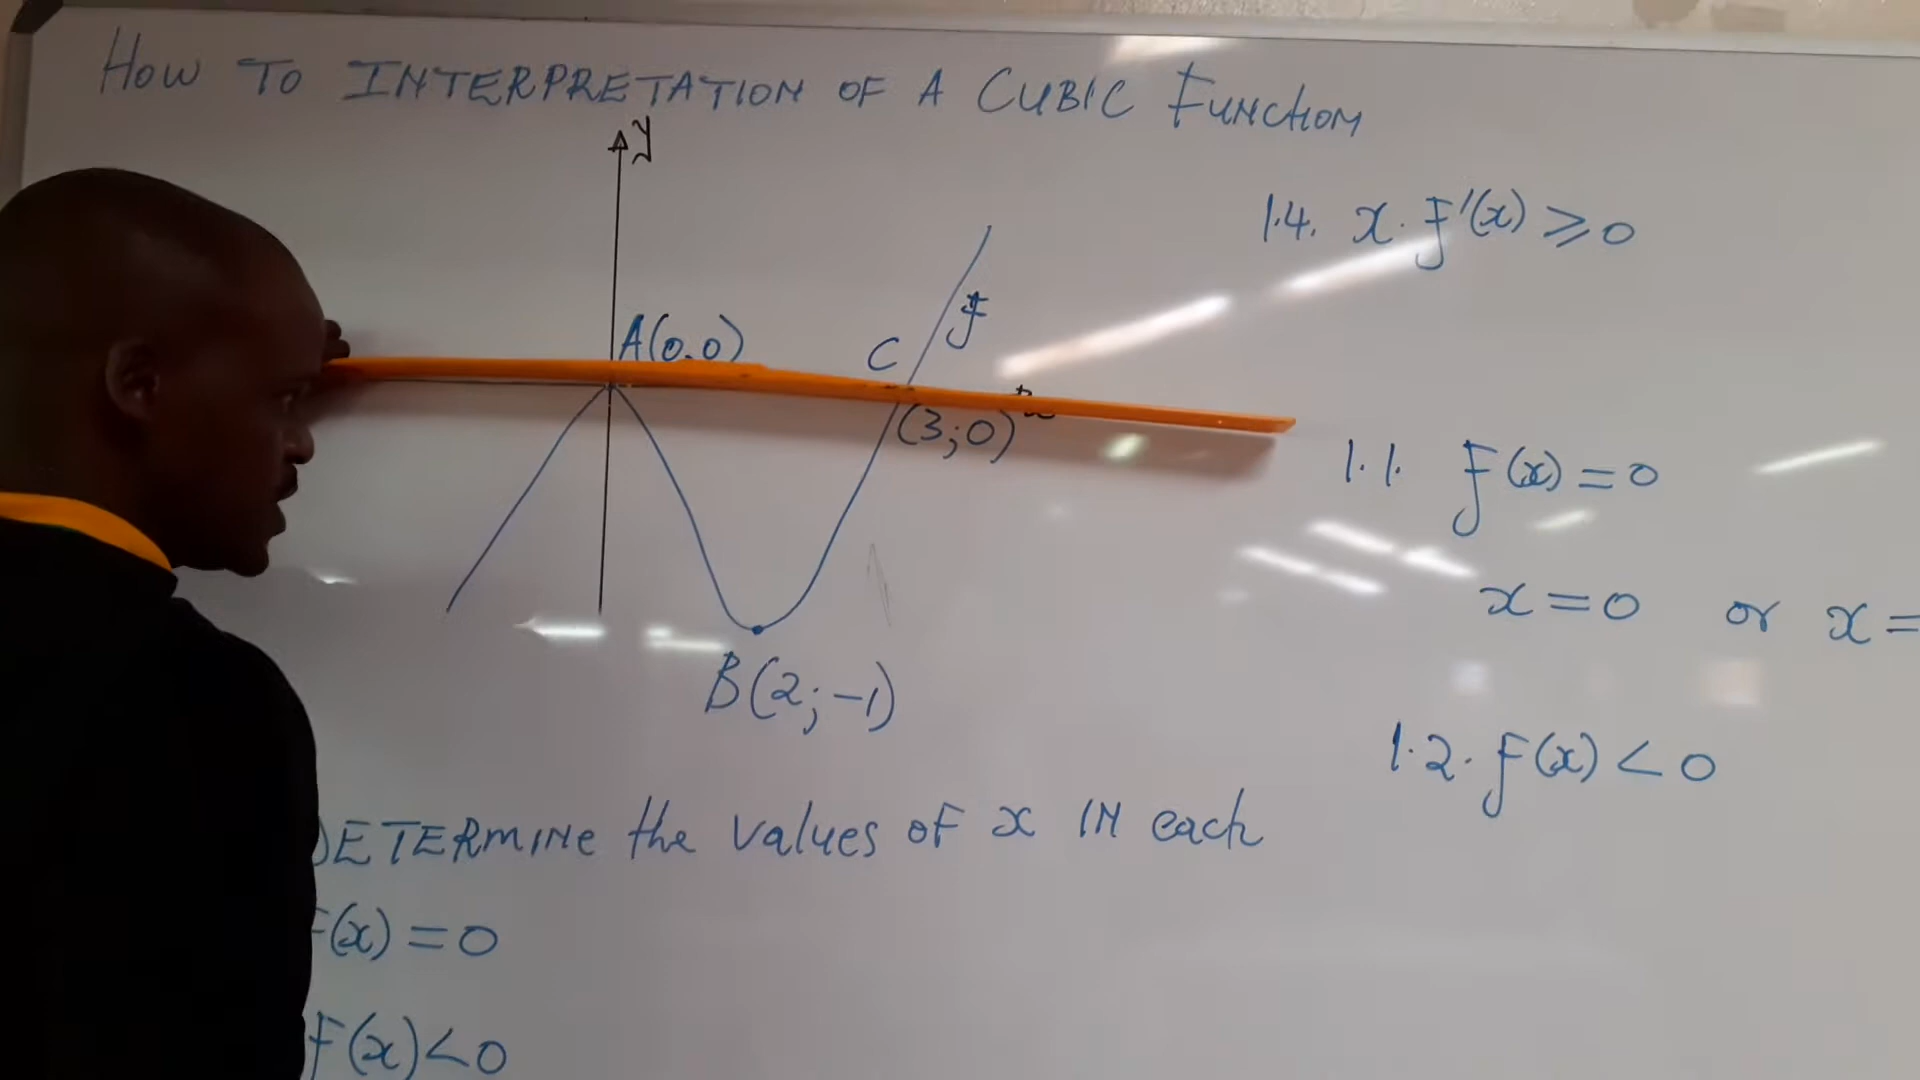 HOW TO INTERPRETATION OF A CUBIC FUNCTION
y
1.4. x. f'(x) ≥ 0
f
A(0.0)
C
x
(3;0)
1.1. f(x) = 0
x = 0 or x =
B(2;-1)
1.2. f(x) < 0
DETERMINE the values of x IN each
f(x) = 0
f(x) < 0